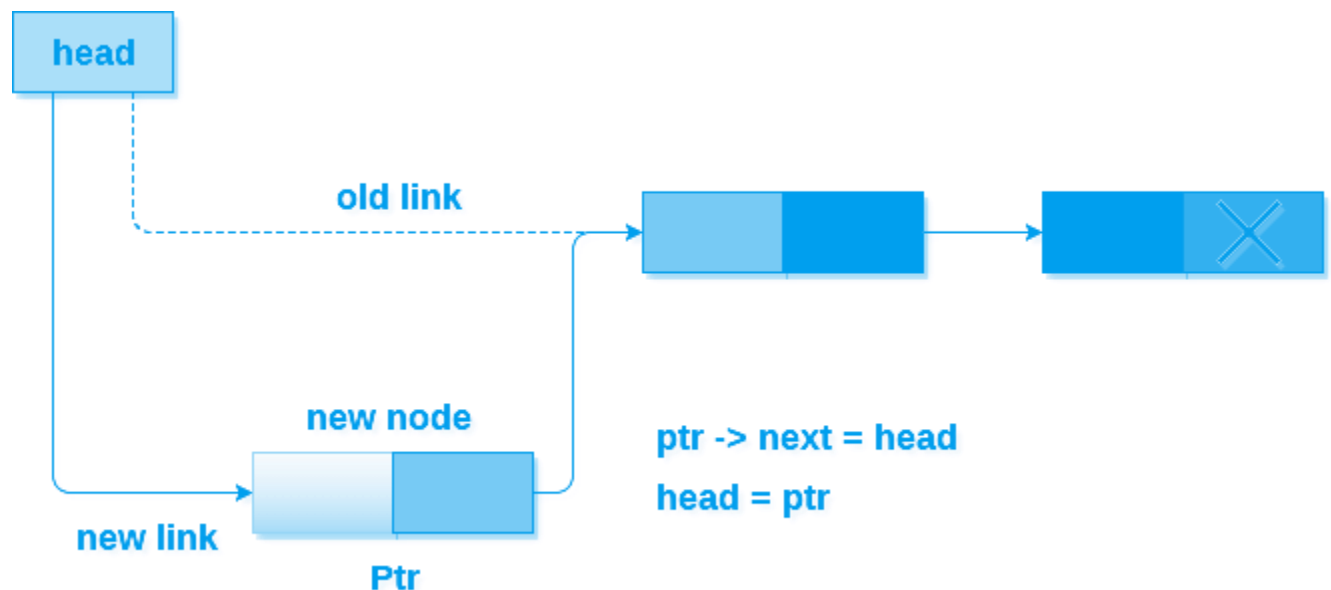 head
old link
new node
ptr -> next = head
head = ptr
new link
Ptr